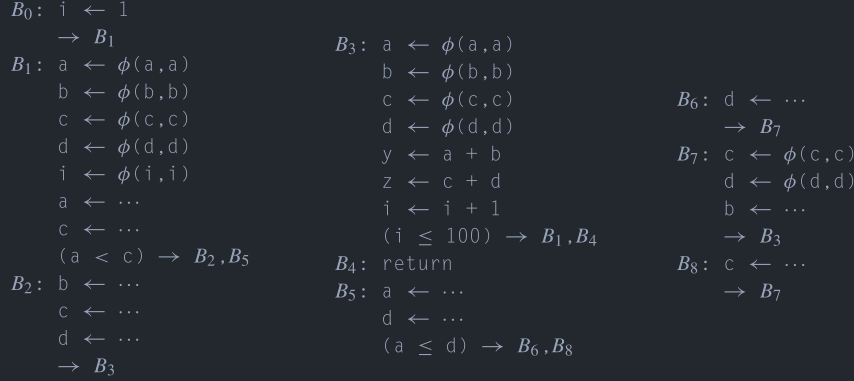 B₀: i ← 1
→ B₁
B₁: a ← ϕ(a,a)
b ← ϕ(b,b)
c ← ϕ(c,c)
d ← ϕ(d,d)
i ← ϕ(i,i)
a ← ⋯
c ← ⋯
(a < c) → B₂,B₅
B₂: b ← ⋯
c ← ⋯
d ← ⋯
→ B₃
B₃: a ← ϕ(a,a)
b ← ϕ(b,b)
c ← ϕ(c,c)
d ← ϕ(d,d)
y ← a + b
z ← c + d
i ← i + 1
(i ≤ 100) → B₁,B₄
B₄: return
B₅: a ← ⋯
d ← ⋯
(a ≤ d) → B₆,B₈
B₆: d ← ⋯
→ B₇
B₇: c ← ϕ(c,c)
d ← ϕ(d,d)
b ← ⋯
→ B₃
B₈: c ← ⋯
→ B₇